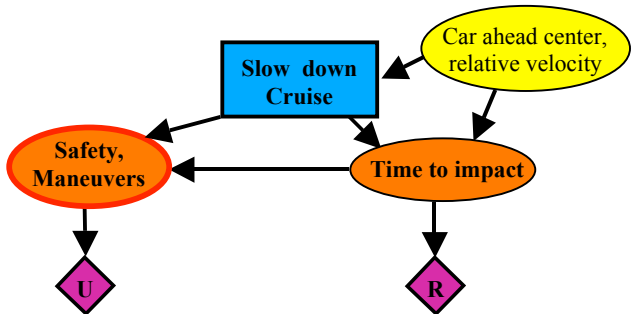 Car ahead center,
relative velocity
Slow down
Cruise
Safety,
Maneuvers
Time to impact
U
R